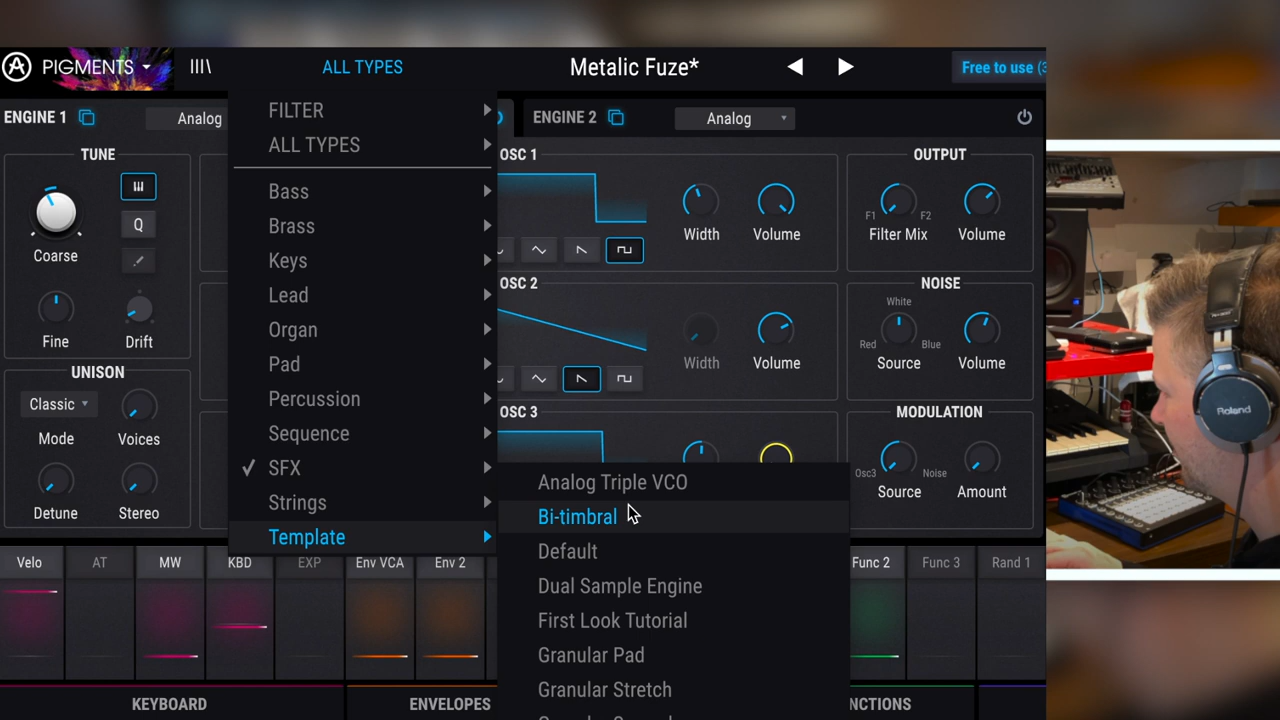 PIGMENTS
ALL TYPES
Metalic Fuze*
Free to use (3
ENGINE 1
Analog
ENGINE 2
Analog
TUNE
Q
Coarse
Fine
Drift
UNISON
Classic
Mode
Voices
Detune
Stereo
FILTER
ALL TYPES
Bass
Brass
Keys
Lead
Organ
Pad
Percussion
Sequence
SFX
Strings
Template
Analog Triple VCO
Bi-timbral
Default
Dual Sample Engine
First Look Tutorial
Granular Pad
Granular Stretch
OSC 1
Width
Volume
OSC 2
Width
Volume
OSC 3
OUTPUT
F1
F2
Filter Mix
Volume
NOISE
White
Red
Blue
Source
Volume
MODULATION
Osc3
Noise
Source
Amount
Velo
AT
MW
KBD
EXP
Env VCA
Env 2
Func 2
Func 3
Rand 1
KEYBOARD
ENVELOPES
NCTIONS
Roland